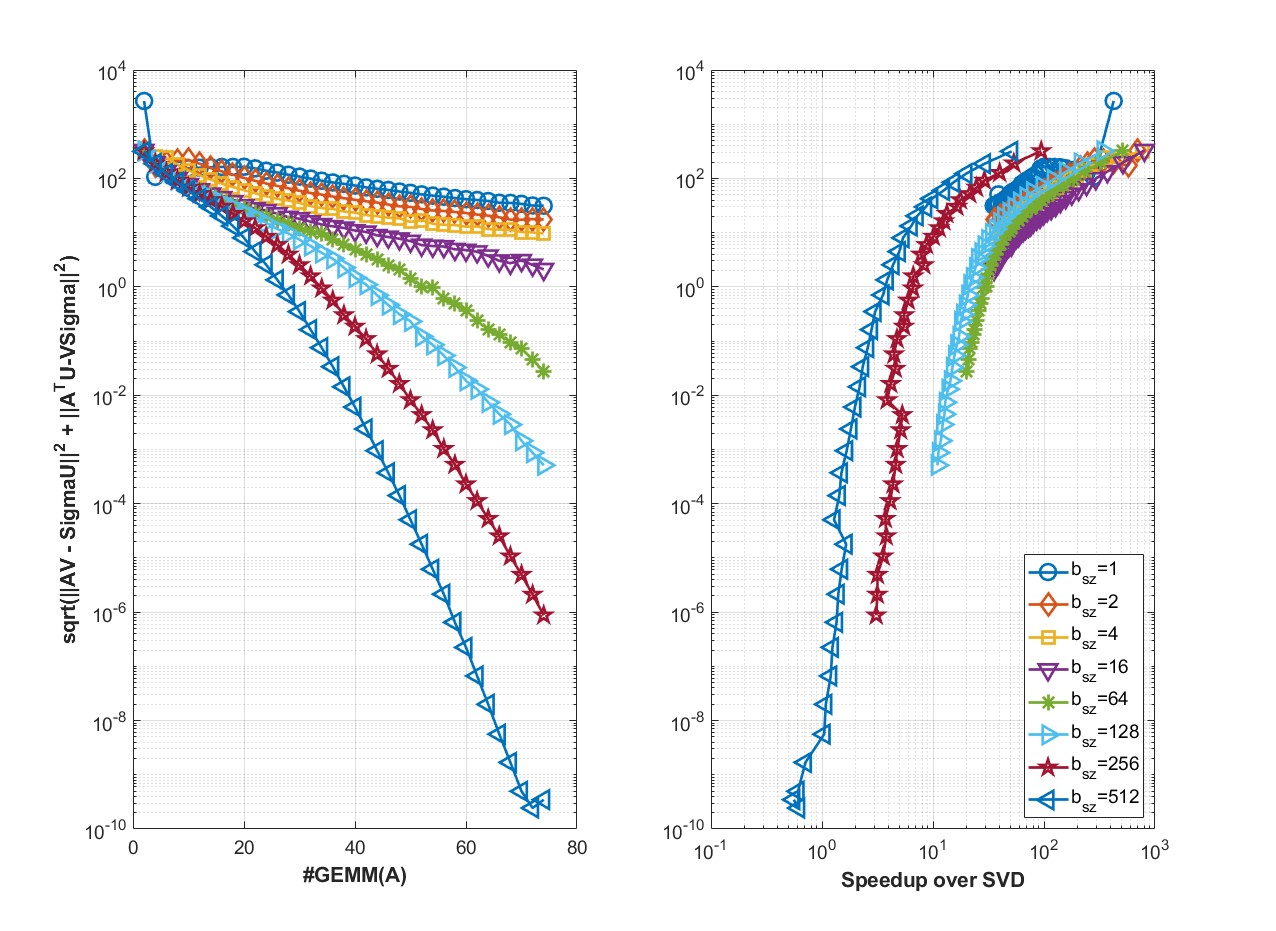 sqrt(||AV - SigmaU||^2 + ||A^TU-VSigma||^2)
10^4
10^2
10^0
10^-2
10^-4
10^-6
10^-8
10^-10
0
20
40
60
80
#GEMM(A)
10^4
10^2
10^0
10^-2
10^-4
10^-6
10^-8
10^-10
10^-1
10^0
10^1
10^2
10^3
Speedup over SVD
b_sz=1
b_sz=2
b_sz=4
b_sz=16
b_sz=64
b_sz=128
b_sz=256
b_sz=512